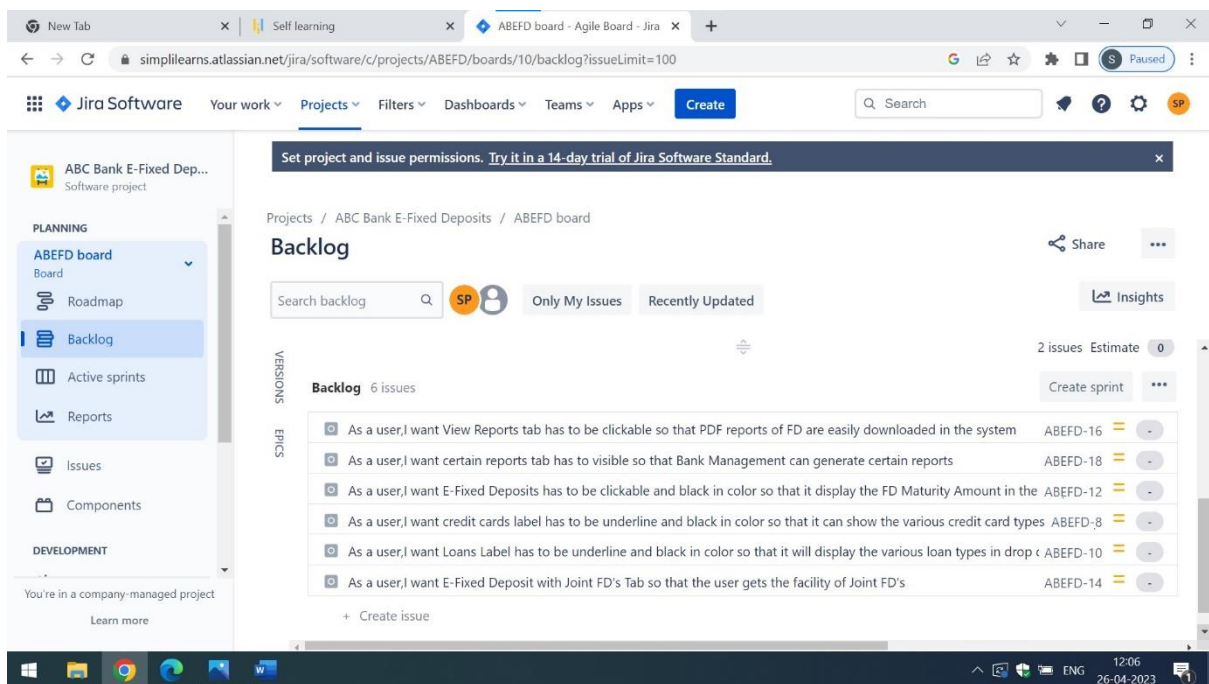 New Tab
Self learning
ABEFD board - Agile Board - Jira
simplilearns.atlassian.net/jira/software/c/projects/ABEFD/boards/10/backlog?issueLimit=100
G
S Paused
Jira Software Your work Projects Filters Dashboards Teams Apps Create Search SP
ABC Bank E-Fixed Dep...
Software project
PLANNING
ABEFD board
Board
Roadmap
Backlog
Active sprints
Reports
Issues
Components
DEVELOPMENT
You're in a company-managed project
Learn more
Set project and issue permissions. Try it in a 14-day trial of Jira Software Standard.
Projects / ABC Bank E-Fixed Deposits / ABEFD board
Backlog
Share
Search backlog SP Only My Issues Recently Updated Insights
VERSIONS
EPICS
2 issues Estimate 0
Backlog 6 issues Create sprint
As a user,I want View Reports tab has to be clickable so that PDF reports of FD are easily downloaded in the system ABEFD-16 -
As a user,I want certain reports tab has to visible so that Bank Management can generate certain reports ABEFD-18 -
As a user,I want E-Fixed Deposits has to be clickable and black in color so that it display the FD Maturity Amount in the ABEFD-12 -
As a user,I want credit cards label has to be underline and black in color so that it can show the various credit card types ABEFD-8 -
As a user,I want Loans Label has to be underline and black in color so that it will display the various loan types in drop ABEFD-10 -
As a user,I want E-Fixed Deposit with Joint FD's Tab so that the user gets the facility of Joint FD's ABEFD-14 -
+ Create issue
ENG
12:06
26-04-2023